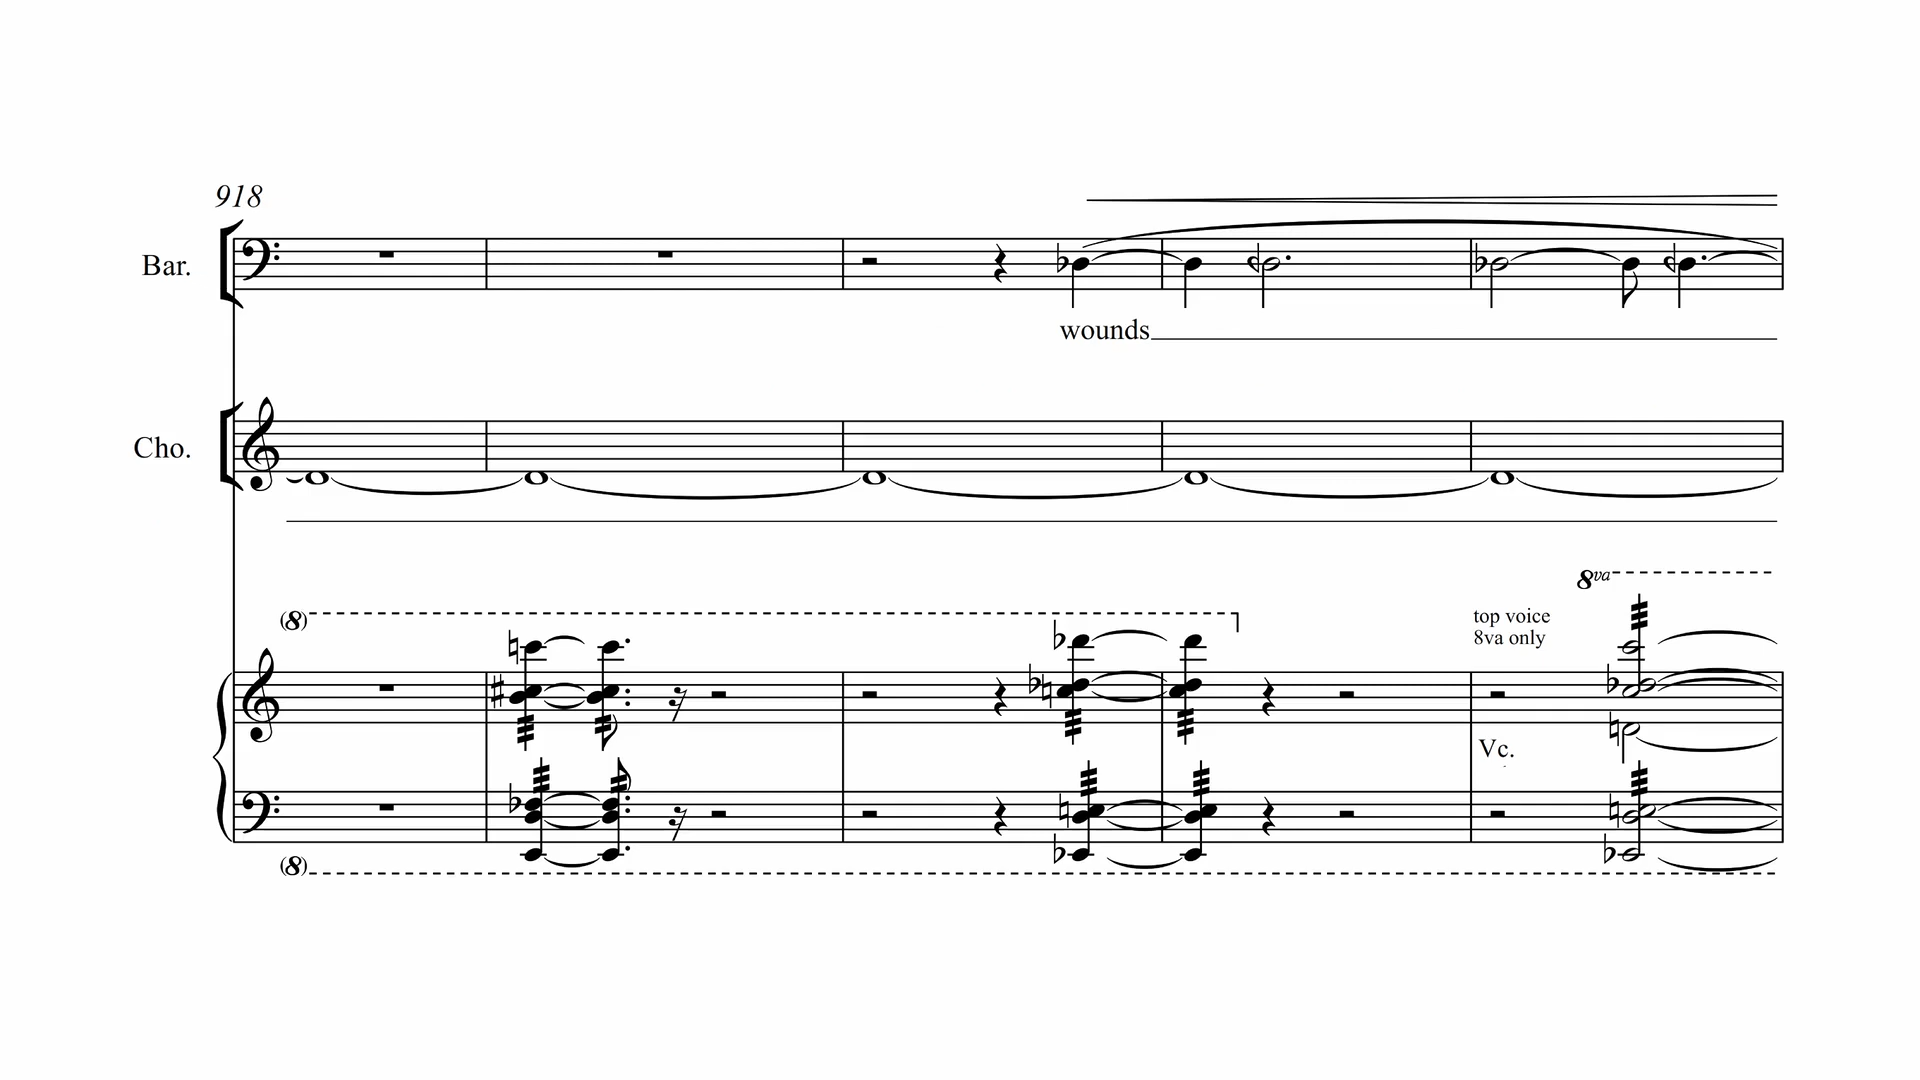 918
Bar.
wounds
Cho.
8va
(8)
top voice
8va only
Vc.
(8)